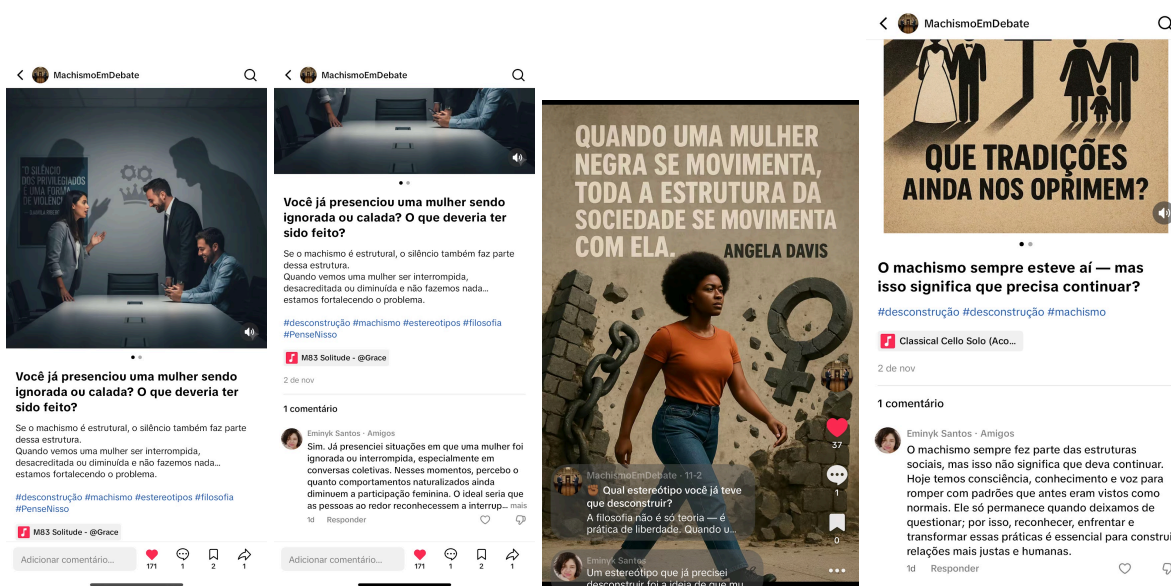 MachismoEmDebate
"O SILÊNCIO
DOS PRIVILEGIADOS
É UMA FORMA
DE VIOLÊNC
Você já presenciou uma mulher sendo
ignorada ou calada? O que deveria ter
sido feito?
Se o machismo é estrutural, o silêncio também faz parte
dessa estrutura.
Quando vemos uma mulher ser interrompida,
desacreditada ou diminuída e não fazemos nada...
estamos fortalecendo o problema.
#desconstrução #machismo #estereotipos #filosofia
#PenseNisso
M83 Solitude - @Grace
Adicionar comentário...
171
1
2
1
MachismoEmDebate
Você já presenciou uma mulher sendo
ignorada ou calada? O que deveria ter
sido feito?
Se o machismo é estrutural, o silêncio também faz parte
dessa estrutura.
Quando vemos uma mulher ser interrompida,
desacreditada ou diminuída e não fazemos nada...
estamos fortalecendo o problema.
#desconstrução #machismo #estereotipos #filosofia
#PenseNisso
M83 Solitude - @Grace
2 de nov
1 comentário
Eminyk Santos · Amigos
Sim. Já presenciei situações em que uma mulher foi
ignorada ou interrompida, especialmente em
conversas coletivas. Nesses momentos, percebo o
quanto comportamentos naturalizados ainda
diminuem a participação feminina. O ideal seria que
as pessoas ao redor reconhecessem a interrup... mais
1d Responder
Adicionar comentário...
171
1
2
1
QUANDO UMA MULHER
NEGRA SE MOVIMENTA,
TODA A ESTRUTURA DA
SOCIEDADE SE MOVIMENTA
COM ELA.
ANGELA DAVIS
37
1
0
MachismoEmDebate · 11-2
Qual estereótipo você já teve
que desconstruir?
A filosofia não é só teoria — é
prática de liberdade. Quando u...
Eminyk Santos
Um estereótipo que já precisei
desconstruir foi a ideia de que mu
MachismoEmDebate
QUE TRADIÇÕES
AINDA NOS OPRIMEM?
O machismo sempre esteve aí — mas
isso significa que precisa continuar?
#desconstrução #desconstrução #machismo
Classical Cello Solo (Aco...
2 de nov
1 comentário
Eminyk Santos · Amigos
O machismo sempre fez parte das estruturas
sociais, mas isso não significa que deva continuar.
Hoje temos consciência, conhecimento e voz para
romper com padrões que antes eram vistos como
normais. Ele só permanece quando deixamos de
questionar; por isso, reconhecer, enfrentar e
transformar essas práticas é essencial para construi
relações mais justas e humanas.
1d Responder